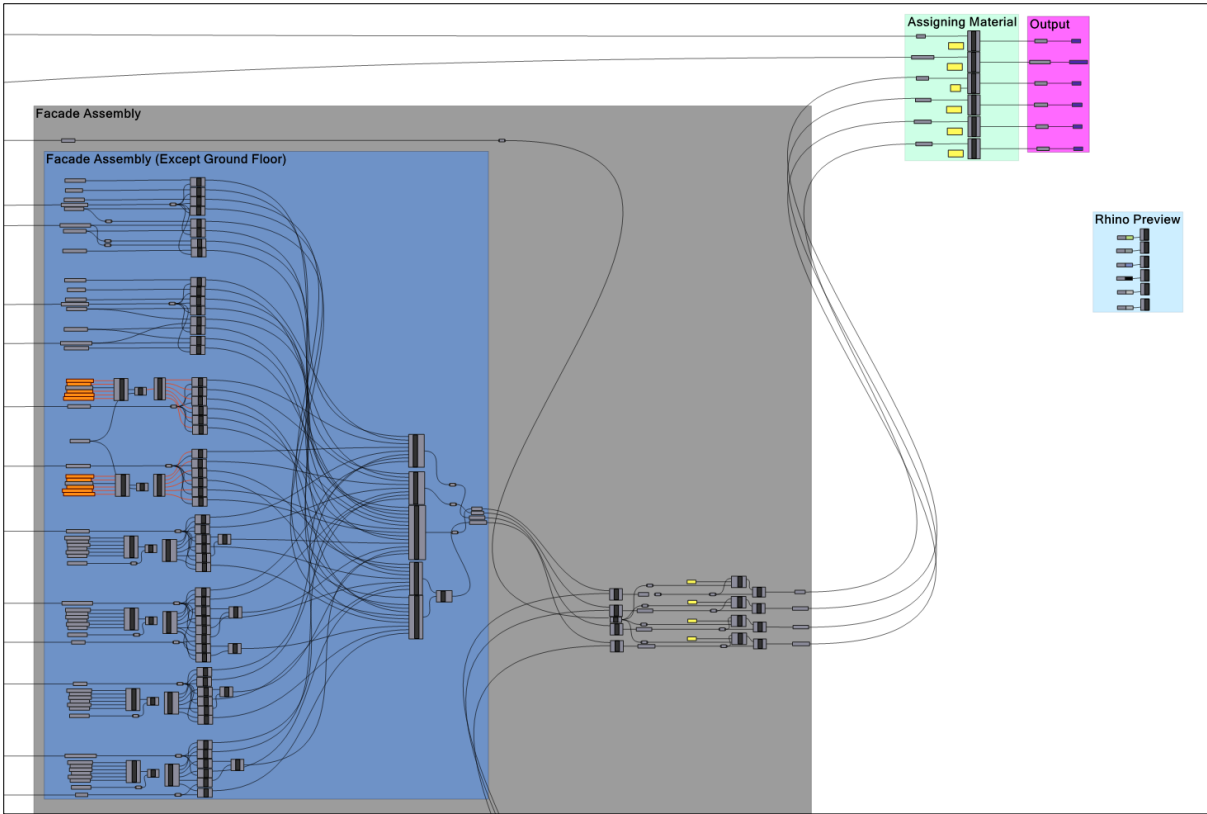 Assigning Material
Output
Facade Assembly
Facade Assembly (Except Ground Floor)
Rhino Preview